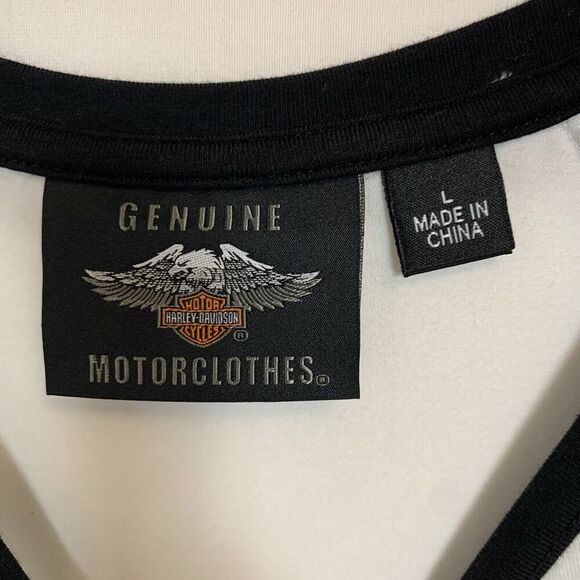 GENUINE
MOTOR
HARLEY-DAVIDSON
CYCLES
®
MOTORCLOTHES®
L
MADE IN
CHINA